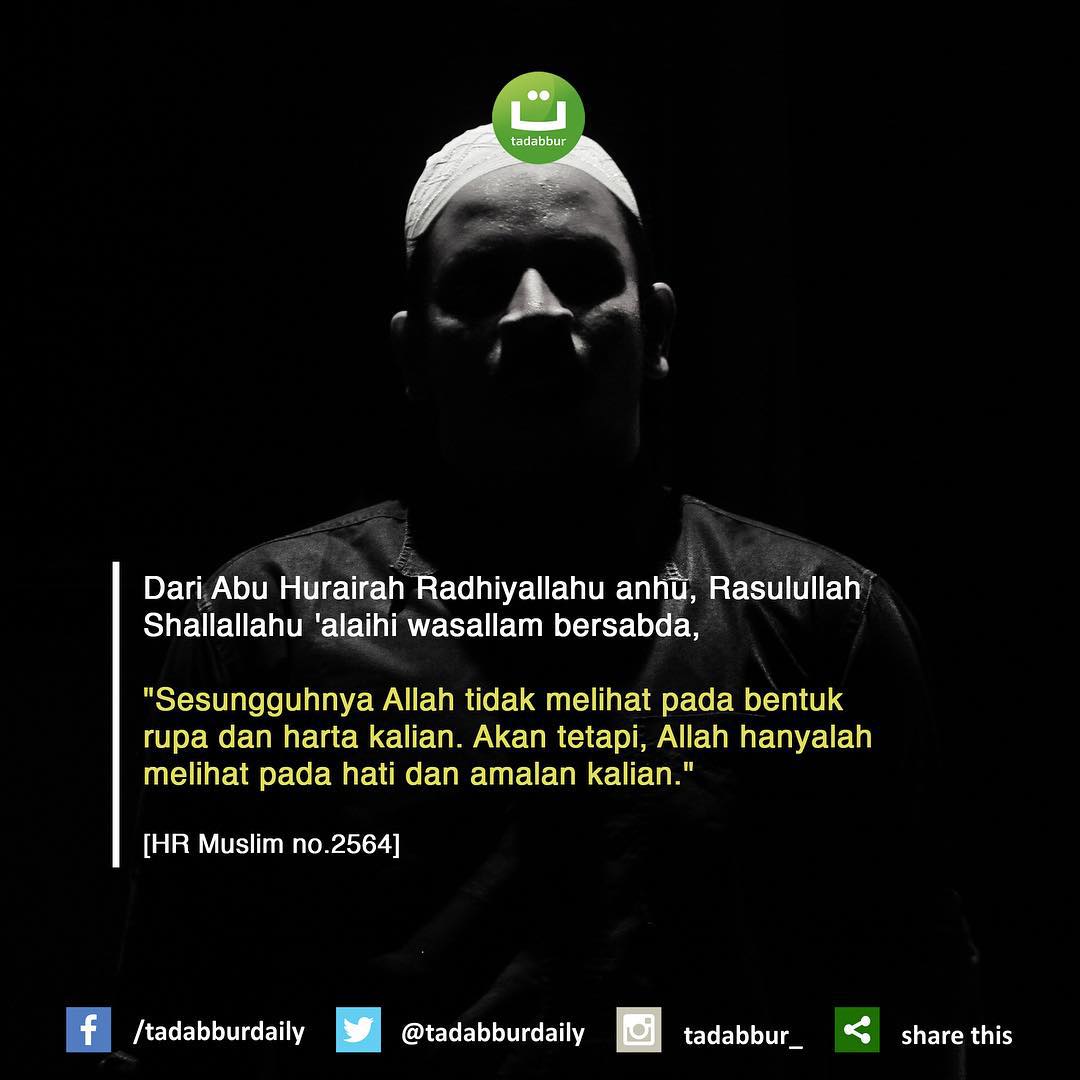 ت
tadabbur
Dari Abu Hurairah Radhiyallahu anhu, Rasulullah
Shallallahu 'alaihi wasallam bersabda,
"Sesungguhnya Allah tidak melihat pada bentuk
rupa dan harta kalian. Akan tetapi, Allah hanyalah
melihat pada hati dan amalan kalian."
[HR Muslim no.2564]
/tadabburdaily @tadabburdaily tadabbur_ share this